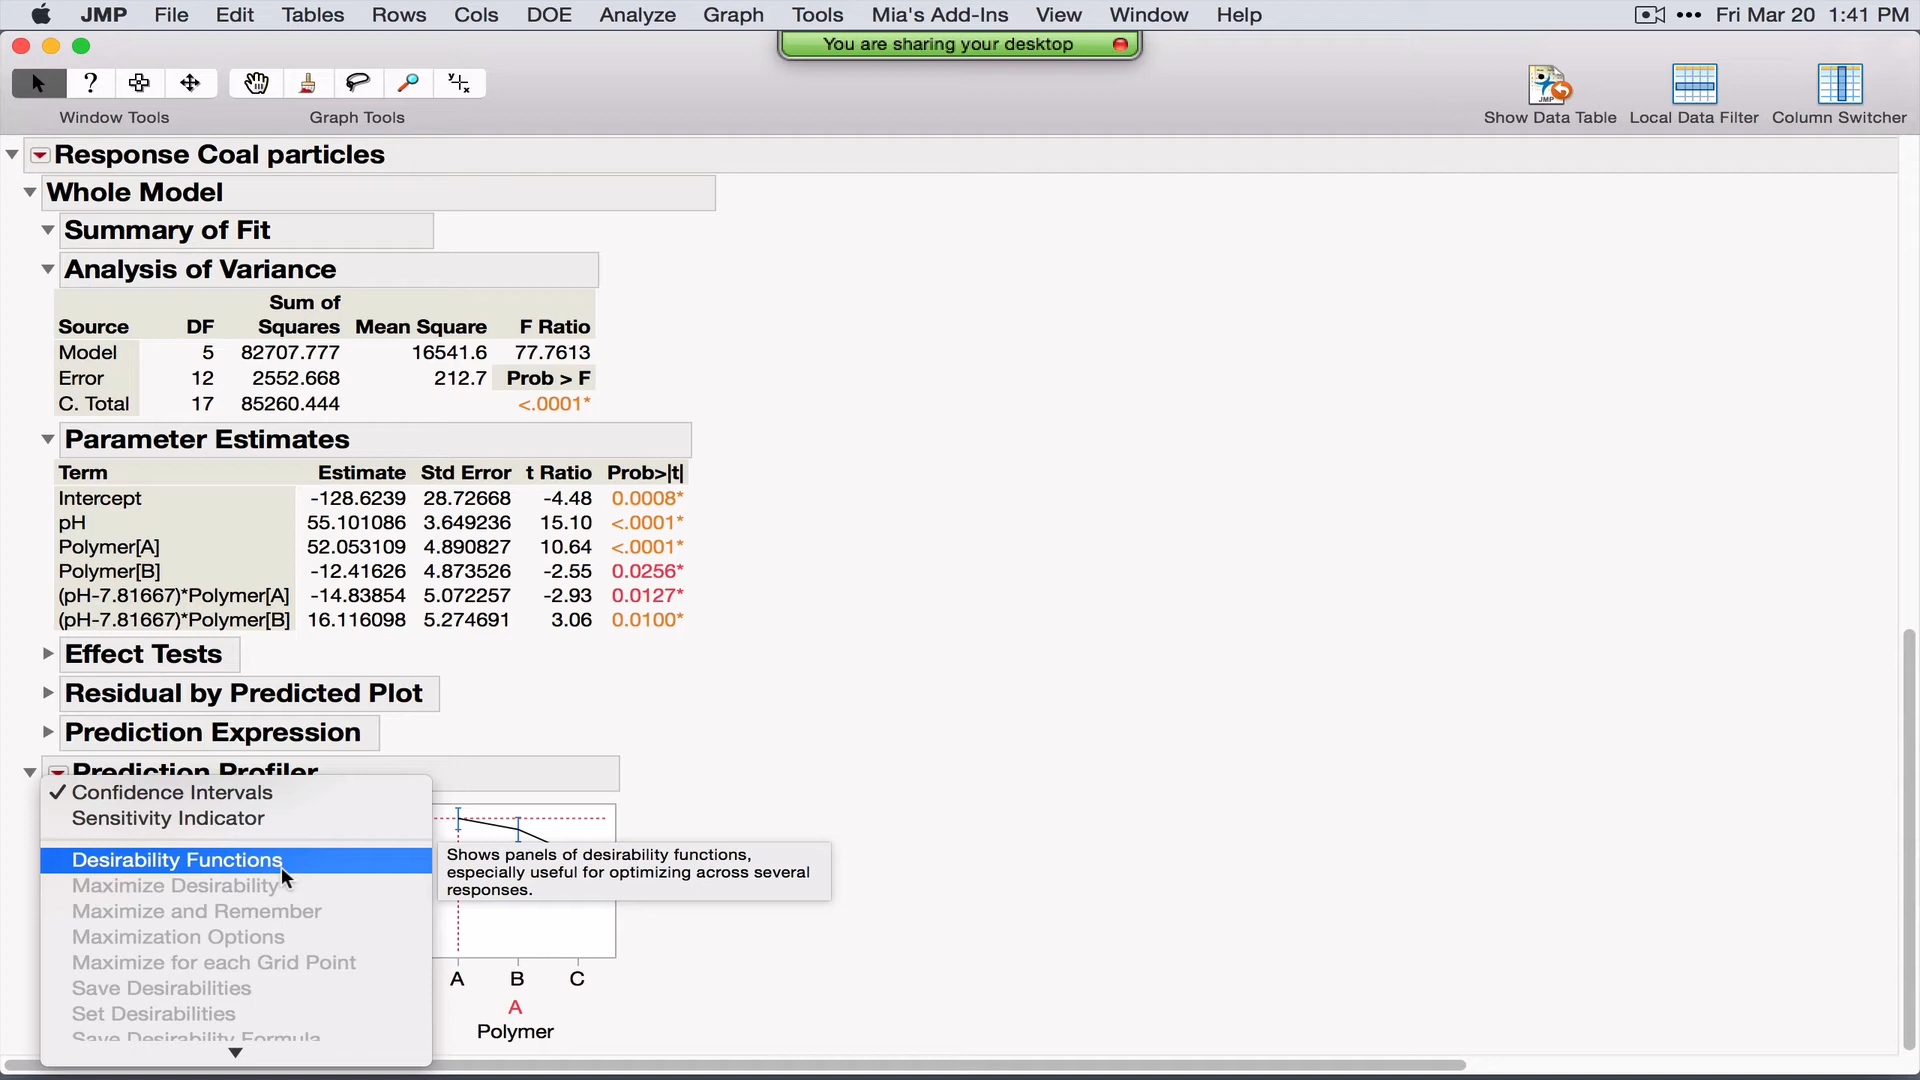 JMP File Edit Tables Rows Cols DOE Analyze Graph Tools Mia's Add-Ins View Window Help Fri Mar 20 1:41 PM
You are sharing your desktop
Window Tools Graph Tools Show Data Table Local Data Filter Column Switcher
Response Coal particles
Whole Model
Summary of Fit
Analysis of Variance
Sum of
Source DF Squares Mean Square F Ratio
Model 5 82707.777 16541.6 77.7613
Error 12 2552.668 212.7 Prob > F
C. Total 17 85260.444 <.0001*
Parameter Estimates
Term Estimate Std Error t Ratio Prob>|t|
Intercept -128.6239 28.72668 -4.48 0.0008*
pH 55.101086 3.649236 15.10 <.0001*
Polymer[A] 52.053109 4.890827 10.64 <.0001*
Polymer[B] -12.41626 4.873526 -2.55 0.0256*
(pH-7.81667)*Polymer[A] -14.83854 5.072257 -2.93 0.0127*
(pH-7.81667)*Polymer[B] 16.116098 5.274691 3.06 0.0100*
Effect Tests
Residual by Predicted Plot
Prediction Expression
Prediction Profiler
Confidence Intervals
Sensitivity Indicator
Desirability Functions
Maximize Desirability
Maximize and Remember
Maximization Options
Maximize for each Grid Point
Save Desirabilities
Set Desirabilities
Save Desirability Formula
Shows panels of desirability functions,
especially useful for optimizing across several
responses.
A B C
A
Polymer